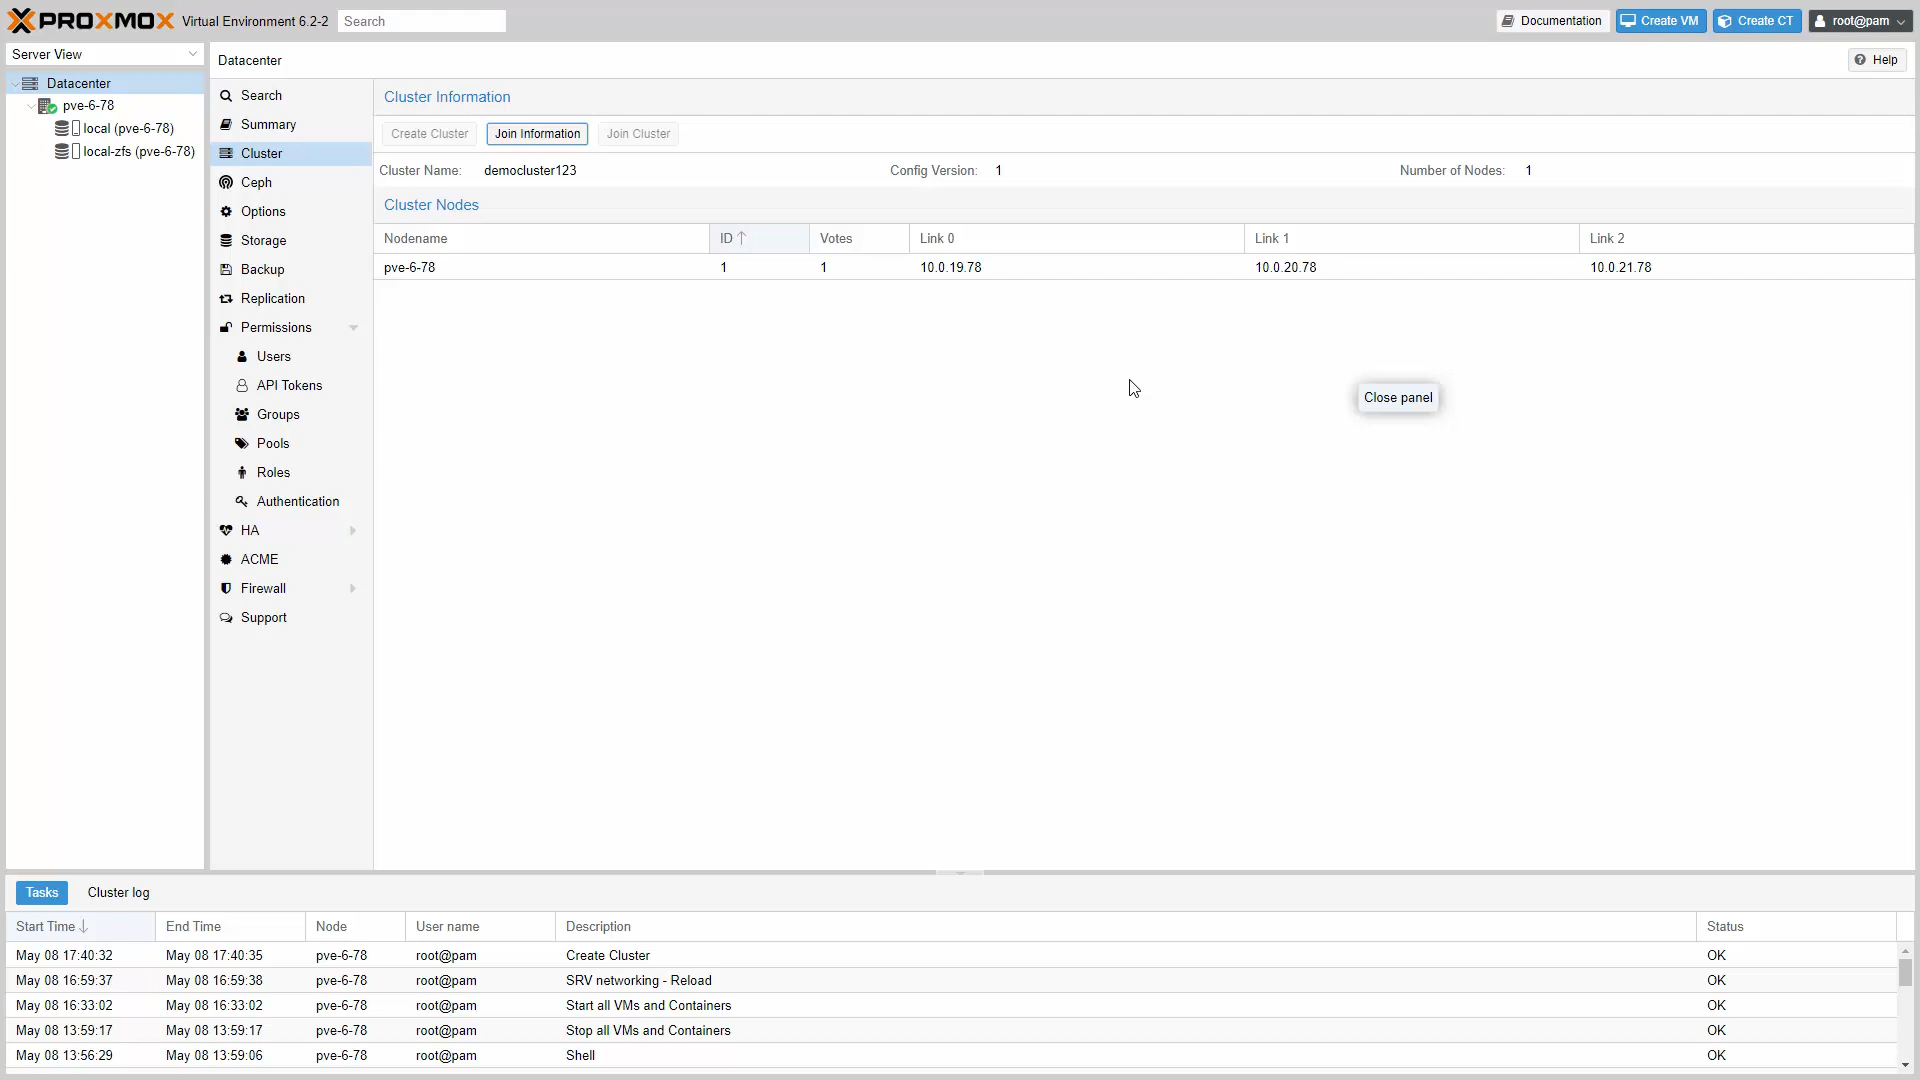 PROXMOX Virtual Environment 6.2-2 Search Documentation Create VM Create CT root@pam
Server View
Datacenter Help
Datacenter
pve-6-78
local (pve-6-78)
local-zfs (pve-6-78)
Search
Summary
Cluster
Ceph
Options
Storage
Backup
Replication
Permissions
Users
API Tokens
Groups
Pools
Roles
Authentication
HA
ACME
Firewall
Support
Cluster Information
Create Cluster Join Information Join Cluster
Cluster Name: democluster123 Config Version: 1 Number of Nodes: 1
Cluster Nodes
Nodename ID Votes Link 0 Link 1 Link 2
pve-6-78 1 1 10.0.19.78 10.0.20.78 10.0.21.78
Close panel
Tasks Cluster log
Start Time End Time Node User name Description Status
May 08 17:40:32 May 08 17:40:35 pve-6-78 root@pam Create Cluster OK
May 08 16:59:37 May 08 16:59:38 pve-6-78 root@pam SRV networking - Reload OK
May 08 16:33:02 May 08 16:33:02 pve-6-78 root@pam Start all VMs and Containers OK
May 08 13:59:17 May 08 13:59:17 pve-6-78 root@pam Stop all VMs and Containers OK
May 08 13:56:29 May 08 13:59:06 pve-6-78 root@pam Shell OK